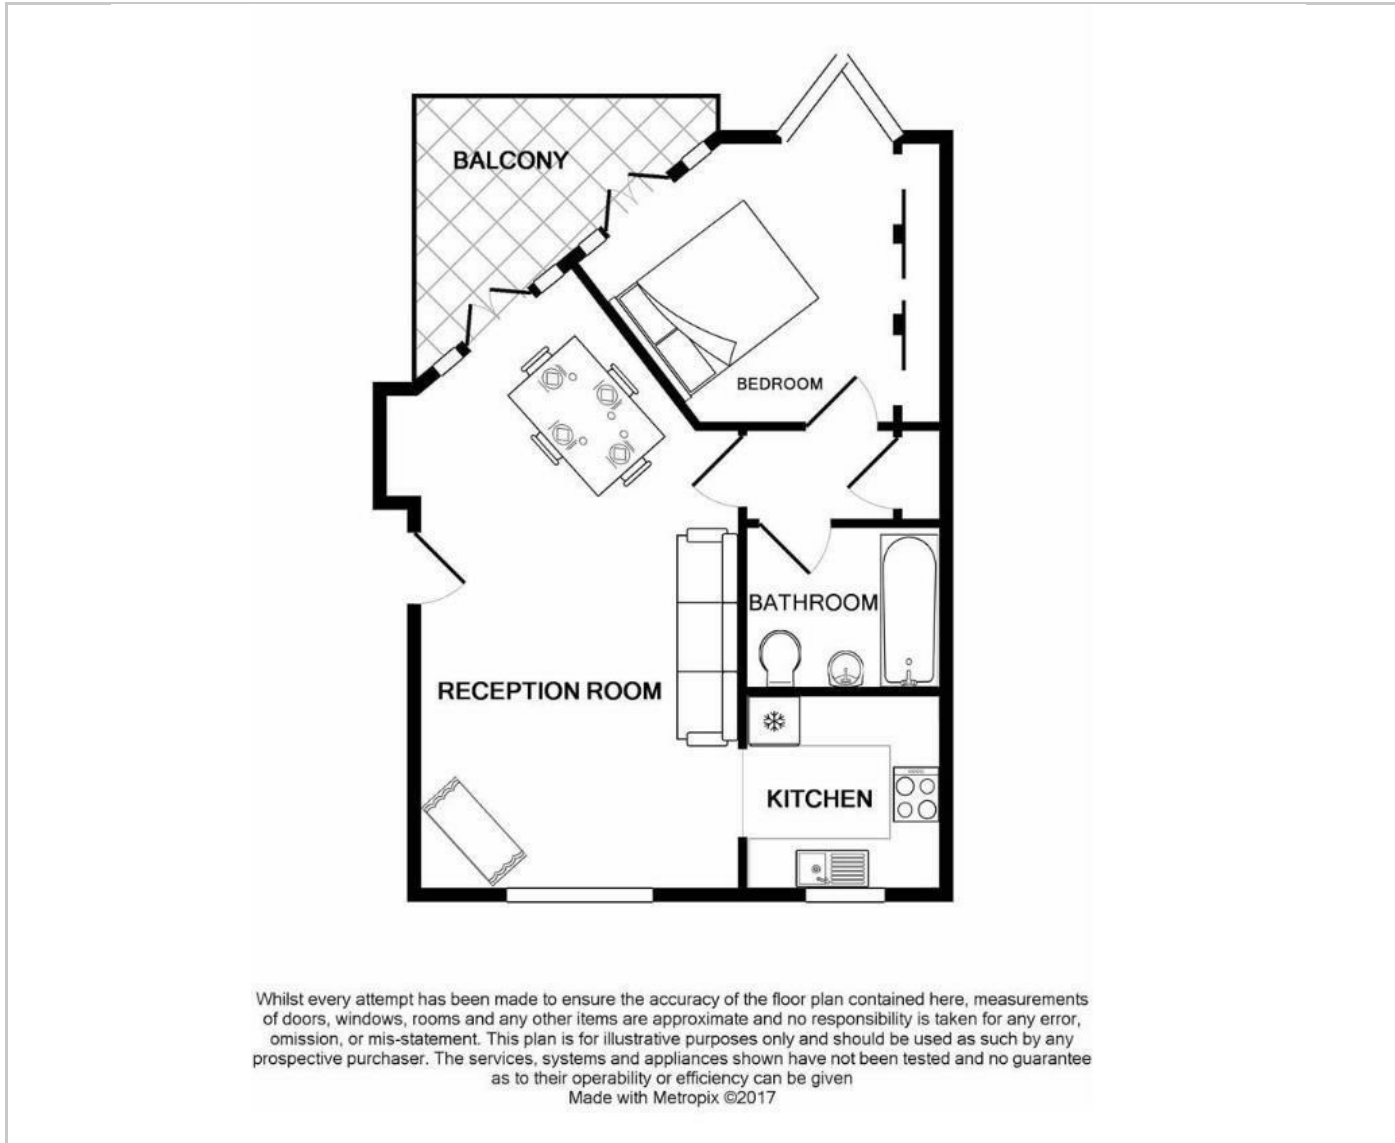 BALCONY
BEDROOM
BATHROOM
RECEPTION ROOM
KITCHEN
Whilst every attempt has been made to ensure the accuracy of the floor plan contained here, measurements
of doors, windows, rooms and any other items are approximate and no responsibility is taken for any error,
omission, or mis-statement. This plan is for illustrative purposes only and should be used as such by any
prospective purchaser. The services, systems and appliances shown have not been tested and no guarantee
as to their operability or efficiency can be given
Made with Metropix ©2017